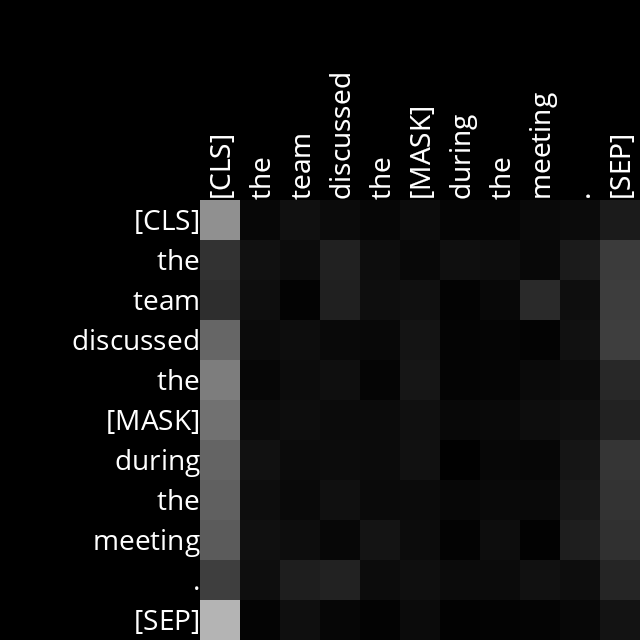 [CLS] the team discussed the [MASK] during the meeting . [SEP]
[CLS]
the
team
discussed
the
[MASK]
during
the
meeting
.
[SEP]